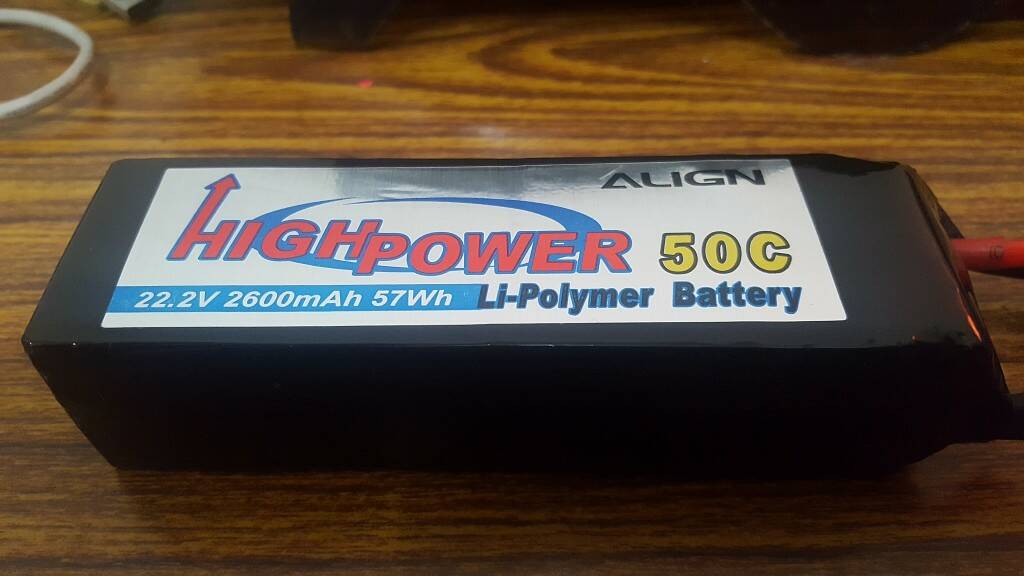 ALIGN
HIGHPOWER 50C
22.2V 2600mAh 57Wh Li-Polymer Battery